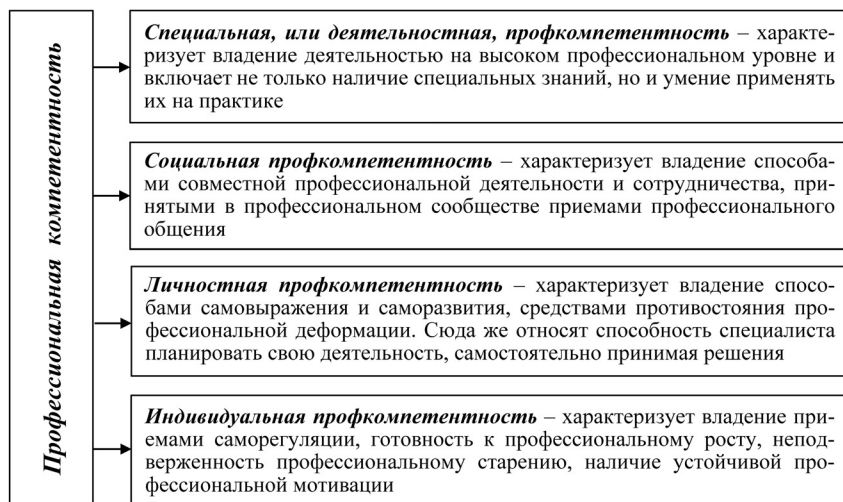 Профессиональная компетентность
Специальная, или деятельностная, профкомпетентность – характе-
ризует владение деятельностью на высоком профессиональном уровне и
включает не только наличие специальных знаний, но и умение применять
их на практике
Социальная профкомпетентность – характеризует владение способа-
ми совместной профессиональной деятельности и сотрудничества, при-
нятыми в профессиональном сообществе приемами профессионального
общения
Личностная профкомпетентность – характеризует владение спосо-
бами самовыражения и саморазвития, средствами противостояния про-
фессиональной деформации. Сюда же относят способность специалиста
планировать свою деятельность, самостоятельно принимая решения
Индивидуальная профкомпетентность – характеризует владение при-
емами саморегуляции, готовность к профессиональному росту, непод-
верженность профессиональному старению, наличие устойчивой про-
фессиональной мотивации